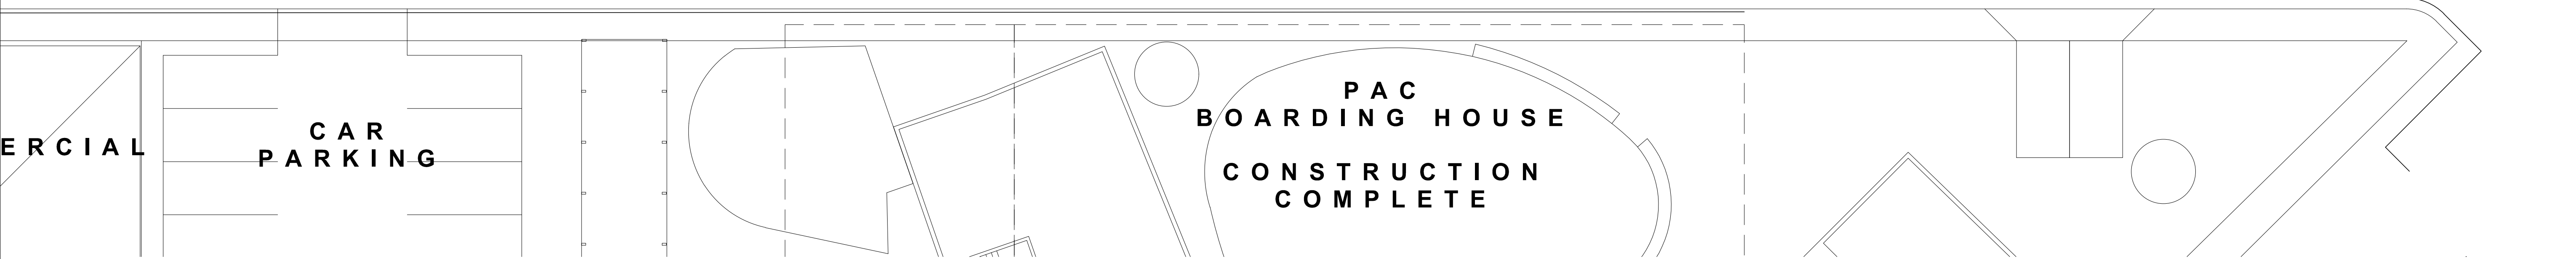 ERCIAL
CAR
PARKING
PAC
BOARDING HOUSE
CONSTRUCTION
COMPLETE